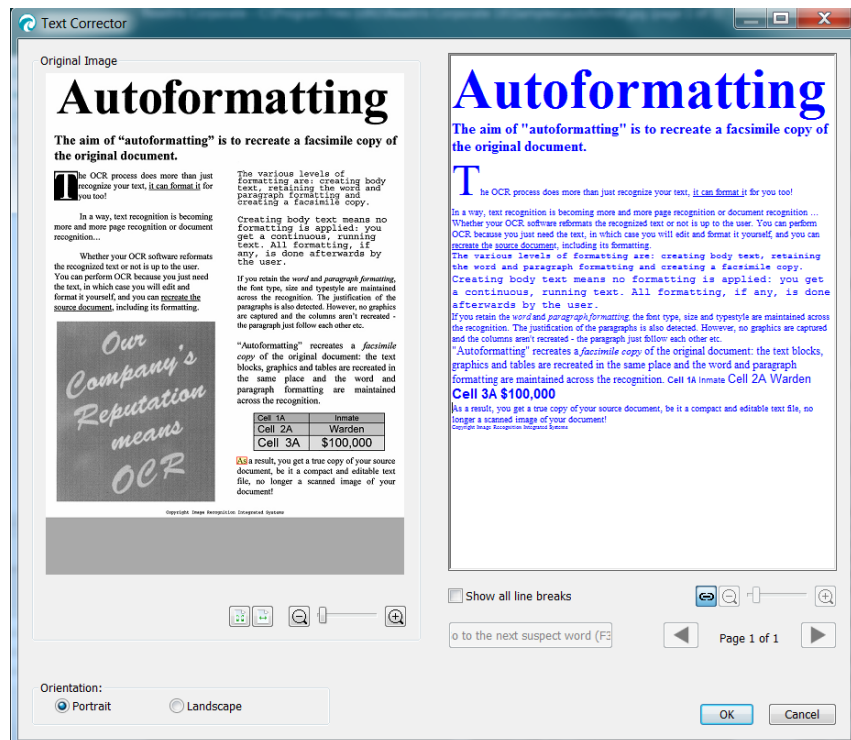 Text Corrector
Original Image
Autoformatting
The aim of “autoformatting” is to recreate a facsimile copy of
the original document.
The OCR process does more than just
recognize your text, it can format it for
you too!
In a way, text recognition is becoming
more and more page recognition or document
recognition…
Whether your OCR software reformats
the recognized text or not is up to the user.
You can perform OCR because you just need
the text, in which case you will edit and
format it yourself, and you can recreate the
source document, including its formatting.
Our
Company's
Reputation
means
OCR
The various levels of
formatting are: creating body
text, retaining the word and
paragraph formatting and
creating a facsimile copy.
Creating body text means no
formatting is applied: you
get a continuous, running
text. All formatting, if
any, is done afterwards by
the user.
If you retain the word and paragraph formatting,
the font type, size and typestyle are maintained
across the recognition. The justification of the
paragraphs is also detected. However, no graphics
are captured and the columns aren't recreated -
the paragraph just follow each other etc.
“Autoformatting” recreates a facsimile
copy of the original document: the text
blocks, graphics and tables are recreated in
the same place and the word and
paragraph formatting are maintained
across the recognition.
Cell 1A Inmate
Cell 2A Warden
Cell 3A $100,000
As a result, you get a true copy of your source
document, be it a compact and editable text
file, no longer a scanned image of your
document!
Copyright Image Recognition Integrated Systems
Autoformatting
The aim of "autoformatting" is to recreate a facsimile copy of
the original document.
The OCR process does more than just recognize your text, it can format it for you too!
In a way, text recognition is becoming more and more page recognition or document recognition ...
Whether your OCR software reformats the recognized text or not is up to the user. You can perform
OCR because you just need the text, in which case you will edit and format it yourself, and you can
recreate the source document, including its formatting.
The various levels of formatting are: creating body text, retaining
the word and paragraph formatting and creating a facsimile copy.
Creating body text means no formatting is applied: you get
a continuous, running text. All formatting, if any, is done
afterwards by the user.
If you retain the word and paragraph formatting, the font type, size and typestyle are maintained across
the recognition. The justification of the paragraphs is also detected. However, no graphics are captured
and the columns aren't recreated - the paragraph just follow each other etc.
"Autoformatting" recreates a facsimile copy of the original document: the text blocks,
graphics and tables are recreated in the same place and the word and paragraph
formatting are maintained across the recognition. Cell 1A Inmate Cell 2A Warden
Cell 3A $100,000
As a result, you get a true copy of your source document, be it a compact and editable text file, no
longer a scanned image of your document!
Copyright Image Recognition Integrated Systems
Show all line breaks
o to the next suspect word (F3
Page 1 of 1
Orientation:
Portrait
Landscape
OK
Cancel